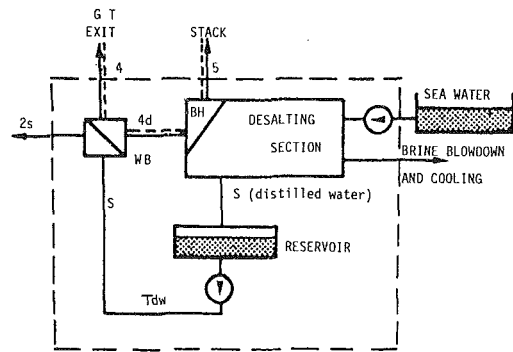 G T
EXIT
STACK
4
5
SEA WATER
2s
4d
BH
DESALTING
SECTION
WB
BRINE BLOWDOWN
AND COOLING
S
S (distilled water)
RESERVOIR
Tdw